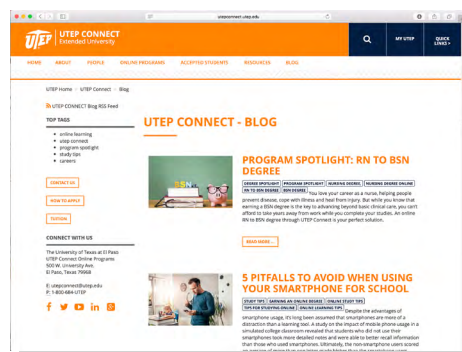 utepconnect.utep.edu
UTEP
UTEP CONNECT
Extended University
MY UTEP
QUICK
LINKS >
HOME ABOUT PEOPLE ONLINE PROGRAMS ACCEPTED STUDENTS RESOURCES BLOG
UTEP Home > UTEP Connect > Blog
UTEP CONNECT Blog RSS Feed
TOP TAGS
online learning
utep connect
program spotlight
study tips
careers
CONTACT US
HOW TO APPLY
TUITION
CONNECT WITH US
The University of Texas at El Paso
UTEP Connect Online Programs
500 W. University Ave.
El Paso, Texas 79968
E: utepconnect@utep.edu
P: 1-800-684-UTEP
UTEP CONNECT - BLOG
BSN
PROGRAM SPOTLIGHT: RN TO BSN
DEGREE
DEGREE SPOTLIGHT PROGRAM SPOTLIGHT NURSING DEGREE NURSING DEGREE ONLINE
RN TO BSN DEGREE BSN DEGREE You love your career as a nurse, helping people
prevent disease, cope with illness and heal from injury. But while you know that
earning a BSN degree is the key to advancing beyond basic clinical care, you can't
afford to take years away from work while you complete your studies. An online
RN to BSN degree through UTEP Connect is your perfect solution.
READ MORE ...
5 PITFALLS TO AVOID WHEN USING
YOUR SMARTPHONE FOR SCHOOL
STUDY TIPS EARNING AN ONLINE DEGREE ONLINE STUDY TIPS
TIPS FOR STUDYING ONLINE ONLINE LEARNING TIPS Despite the advantages of
smartphone usage, it's long been assumed that smartphones are more of a
distraction than a learning tool. A study on the impact of mobile phone usage in a
simulated college classroom revealed that students who did not use their
smartphones took more detailed notes and were able to better recall information
than those who used smartphones. Ultimately, the non-smartphone users scored